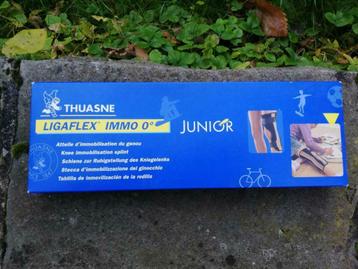 THUASNE
LIGAFLEX® IMMO 0°
JUNIOR
Attelle d'immobilisation du genou
Knee immobilisation splint
Schiene zur Ruhigstellung des Kniegelenks
Stecca d'immobilizzazione del ginocchio
Tablilla de inmovilización de la rodilla